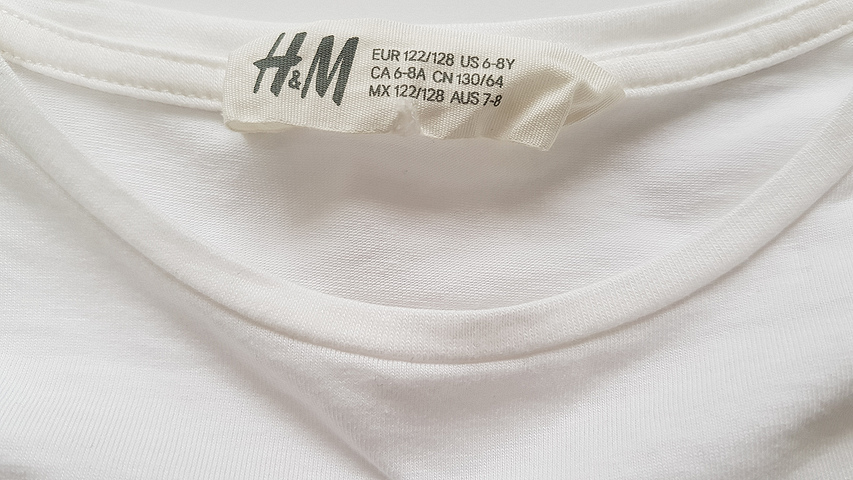 H&M
EUR 122/128 US 6-8Y
CA 6-8A CN 130/64
MX 122/128 AUS 7-8